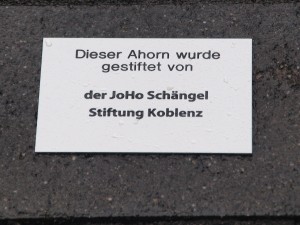 Dieser Ahorn wurde
gestiftet von
der JoHo Schängel
Stiftung Koblenz